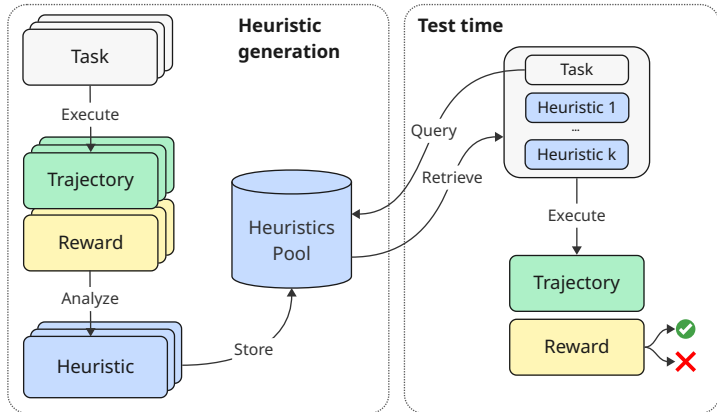 Heuristic
generation
Task
Execute
Trajectory
Reward
Analyze
Heuristic
Store
Heuristics
Pool
Test time
Task
Heuristic 1
...
Heuristic k
Query
Retrieve
Execute
Trajectory
Reward